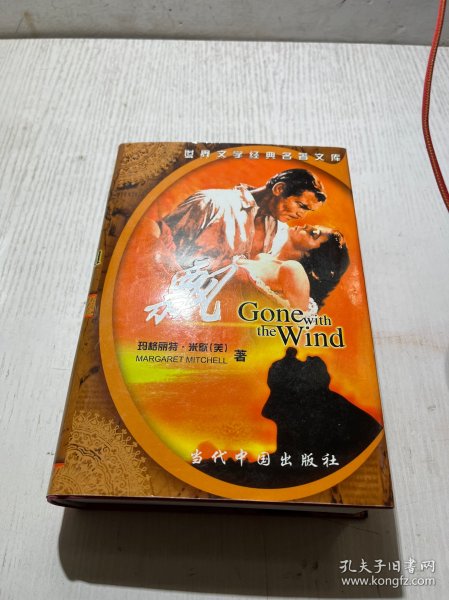 世界文学经典名著文库
飘
Gone with
the Wind
玛格丽特·米歇(美)
MARGARET MITCHELL
著
当代中国出版社
孔夫子旧书网
www.kongfz.com